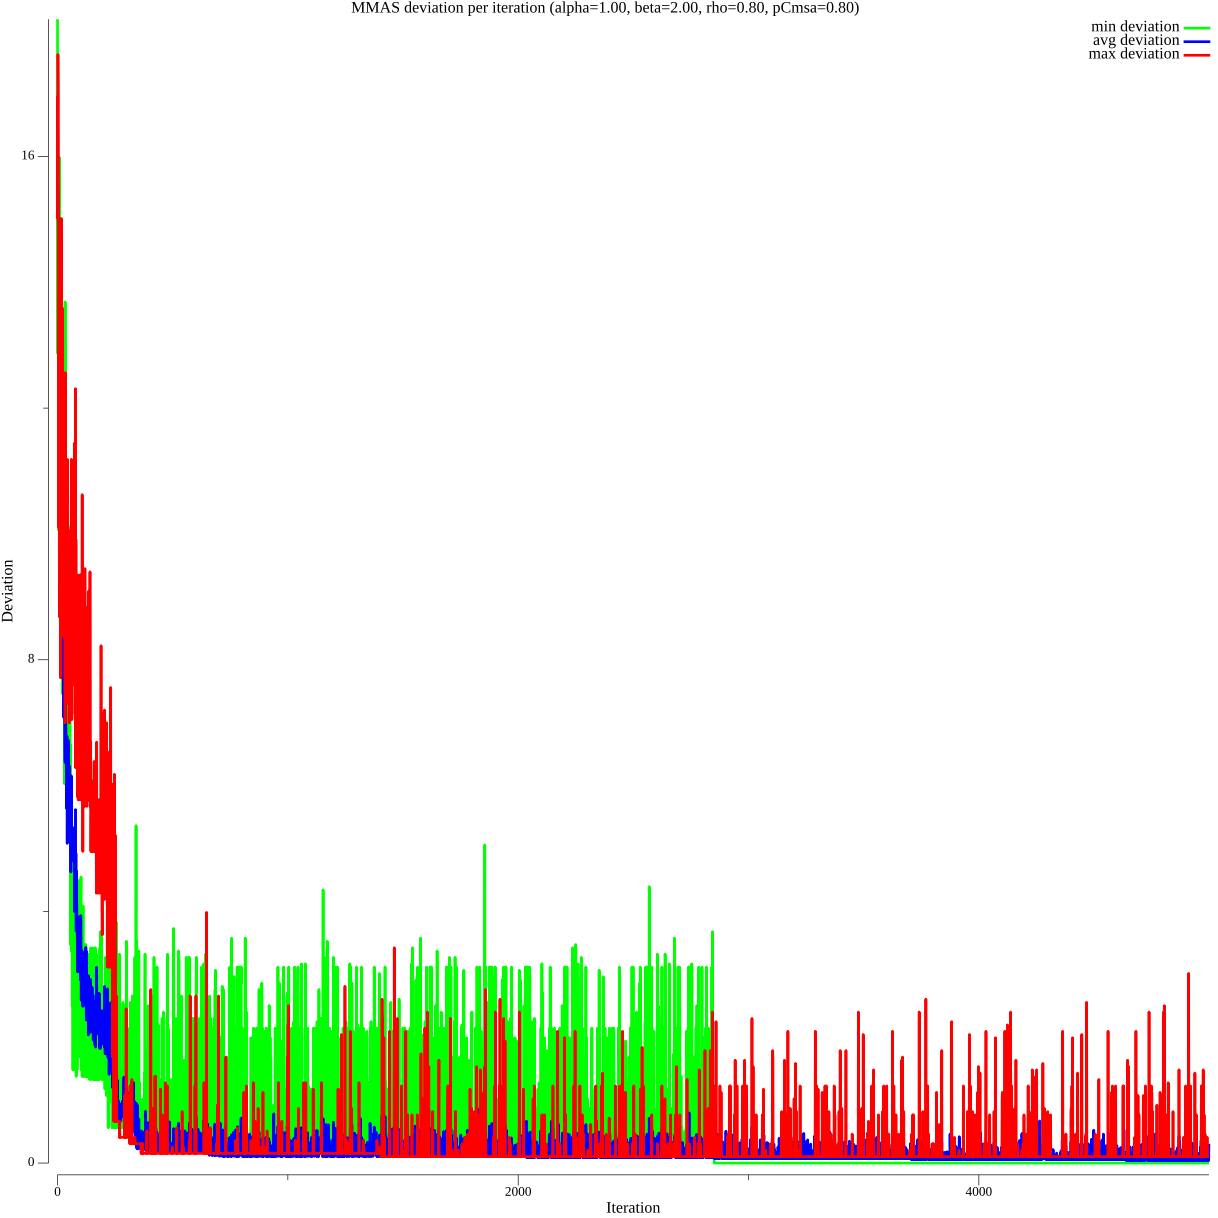 MMAS deviation per iteration (alpha=1.00, beta=2.00, rho=0.80, pCmsa=0.80)
min deviation
avg deviation
max deviation
16
8
0
Deviation
0
2000
4000
Iteration